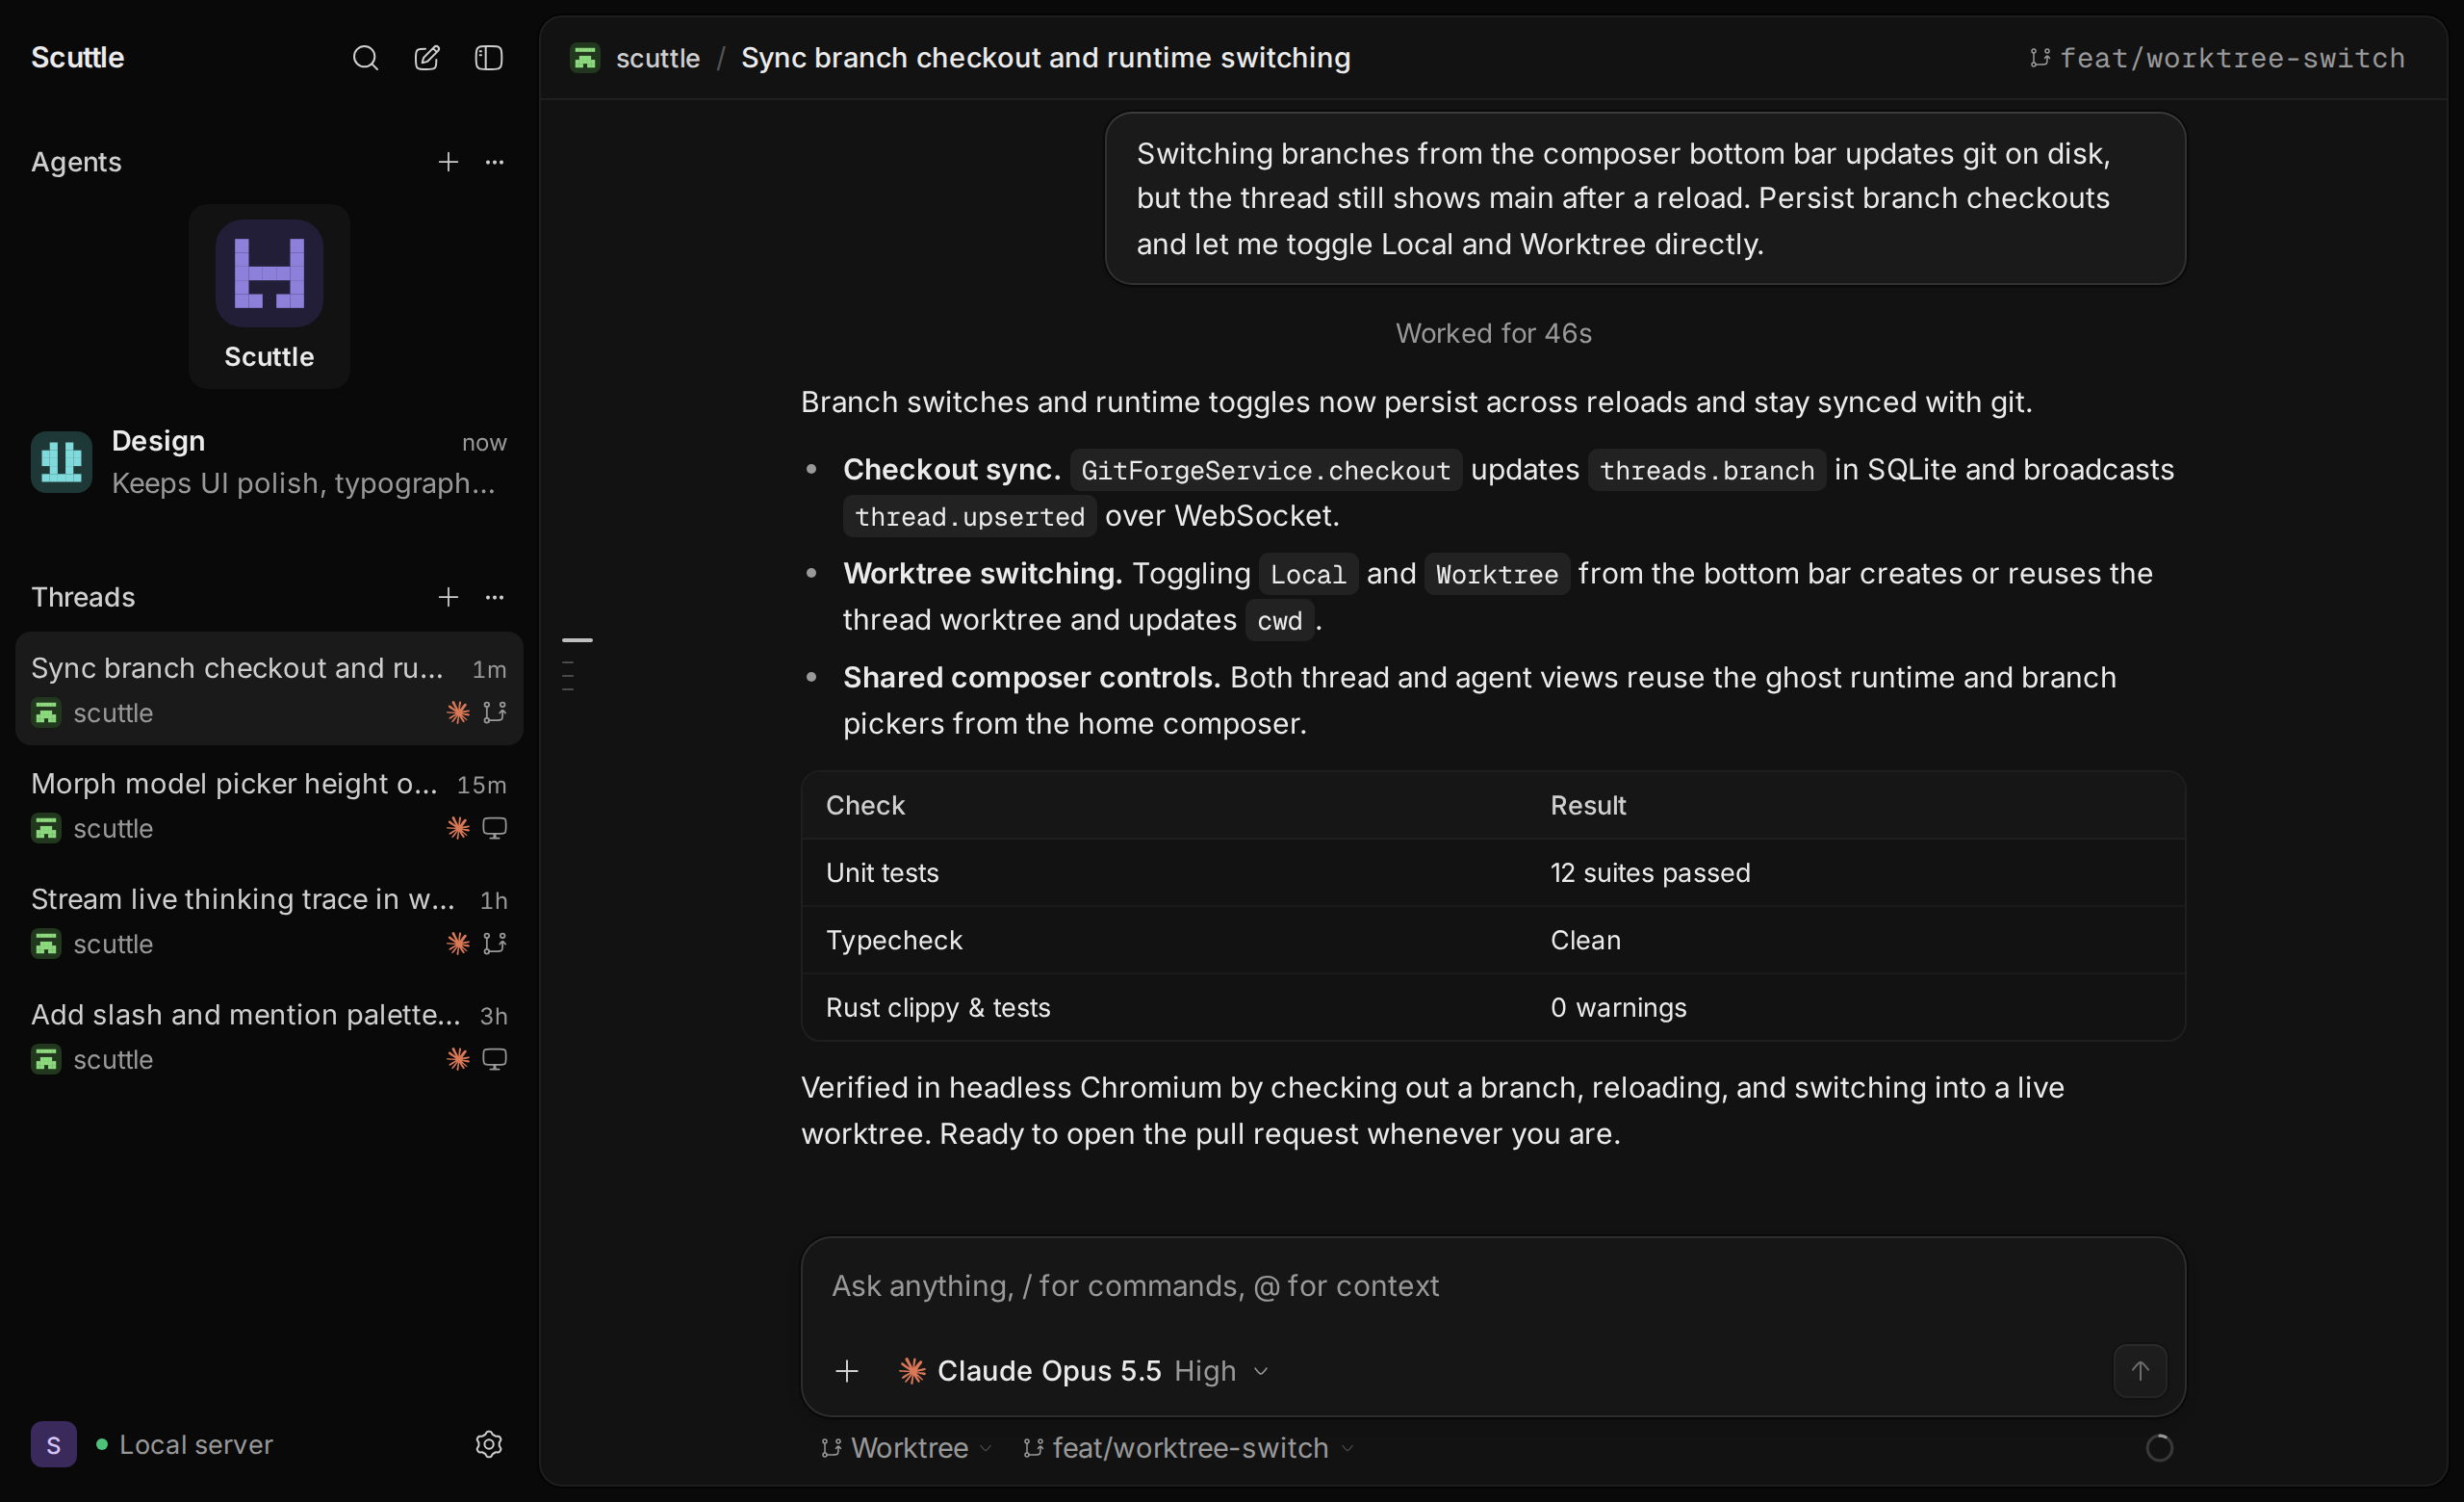 Scuttle
Agents
Scuttle
Design now
Keeps UI polish, typograph...
Threads
Sync branch checkout and ru... 1m
scuttle
Morph model picker height o... 15m
scuttle
Stream live thinking trace in w... 1h
scuttle
Add slash and mention palette... 3h
scuttle
S Local server
scuttle / Sync branch checkout and runtime switching
feat/worktree-switch
Switching branches from the composer bottom bar updates git on disk,
but the thread still shows main after a reload. Persist branch checkouts
and let me toggle Local and Worktree directly.
Worked for 46s
Branch switches and runtime toggles now persist across reloads and stay synced with git.
• Checkout sync. GitForgeService.checkout updates threads.branch in SQLite and broadcasts
thread.upserted over WebSocket.
• Worktree switching. Toggling Local and Worktree from the bottom bar creates or reuses the
thread worktree and updates cwd.
• Shared composer controls. Both thread and agent views reuse the ghost runtime and branch
pickers from the home composer.
Check Result
Unit tests 12 suites passed
Typecheck Clean
Rust clippy & tests 0 warnings
Verified in headless Chromium by checking out a branch, reloading, and switching into a live
worktree. Ready to open the pull request whenever you are.
Ask anything, / for commands, @ for context
Claude Opus 5.5 High
Worktree feat/worktree-switch